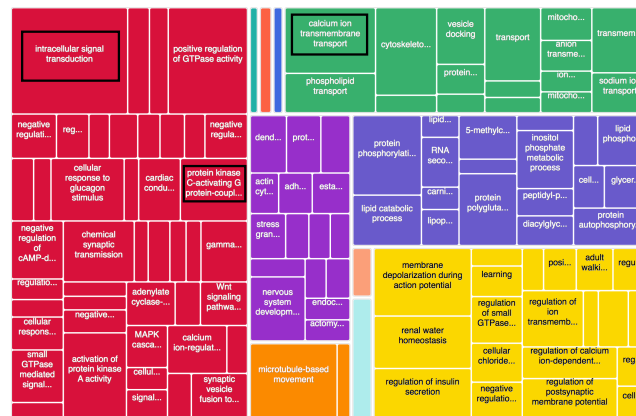 intracellular signal
transduction
positive regulation
of GTPase activity
negative
regulati...
reg...
negative
regula...
cellular
response to
glucagon
stimulus
cardiac
condu...
protein kinase
C-activating G
protein-coupl...
negative
regulation
of cAMP-d...
chemical synaptic
transmission
gamma...
regulatio...
negative...
adenylate
cyclase-...
Wnt
signaling
pathwa...
cellular
respons...
MAPK
casca...
calcium
ion-regulat...
small
GTPase
mediated
signal...
activation of
protein kinase
A activity
cellul...
signal...
synaptic
vesicle
fusion to...
calcium ion
transmembrane
transport
phospholipid
transport
cytoskeleto...
vesicle
docking
protein...
transport
mitocho...
anion
transme...
ion...
mitocho...
transmem...
sodium ion
transport
dend...
prot...
actin
cyt...
adh...
esta...
stress
gran...
nervous
system
developm...
endoc...
actomy...
microtubule-based
movement
protein
phosphorylati...
lipid...
RNA
seco...
carni...
lipop...
lipid catabolic
process
5-methylc...
protein
polygluta...
inositol
phosphate
metabolic
process
peptidyl-p...
diacylglyc...
lipid
phospho
cell...
glycer.
protein
autophosphory
membrane
depolarization during
action potential
renal water
homeostasis
regulation of insulin
secretion
learning
regulation
of small
GTPase...
cellular
chloride...
negative
regulatio...
posi...
adult
walki...
regu
regulation of
ion
transmemb...
regulation of calcium
ion-dependent...
regulation of
postsynaptic
membrane potential
reg
cell